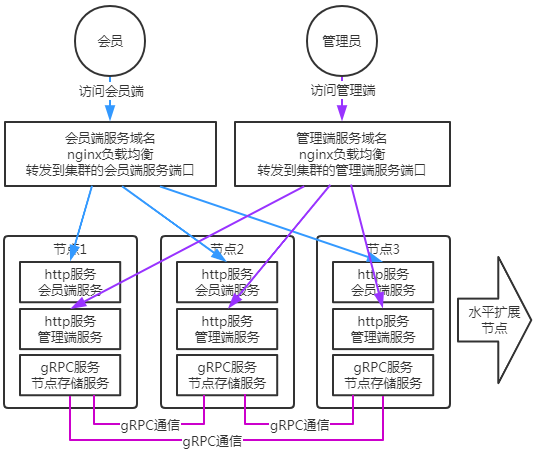 会员
管理员
访问会员端
访问管理端
会员端服务域名
nginx负载均衡
转发到集群的会员端服务端口
管理端服务域名
nginx负载均衡
转发到集群的管理端服务端口
节点1
http服务
会员端服务
http服务
管理端服务
gRPC服务
节点存储服务
节点2
http服务
会员端服务
http服务
管理端服务
gRPC服务
节点存储服务
节点3
http服务
会员端服务
http服务
管理端服务
gRPC服务
节点存储服务
水平扩展
节点
gRPC通信
gRPC通信
gRPC通信